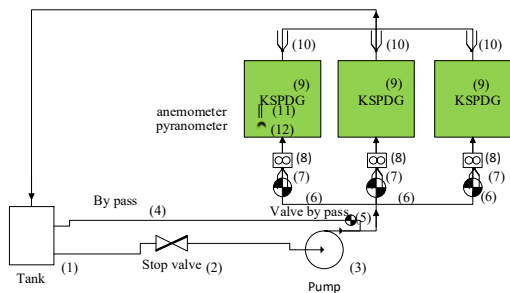 (10) (10) (10)
(9) (9) (9)
KSPDG KSPDG KSPDG
anemometer (11)
pyranometer (12)
(8) (8) (8)
(7) (7) (7)
(6) (6) (6)
By pass
(4) Valve by pass (5)
Tank (1) Stop valve (2) (3)
Pump